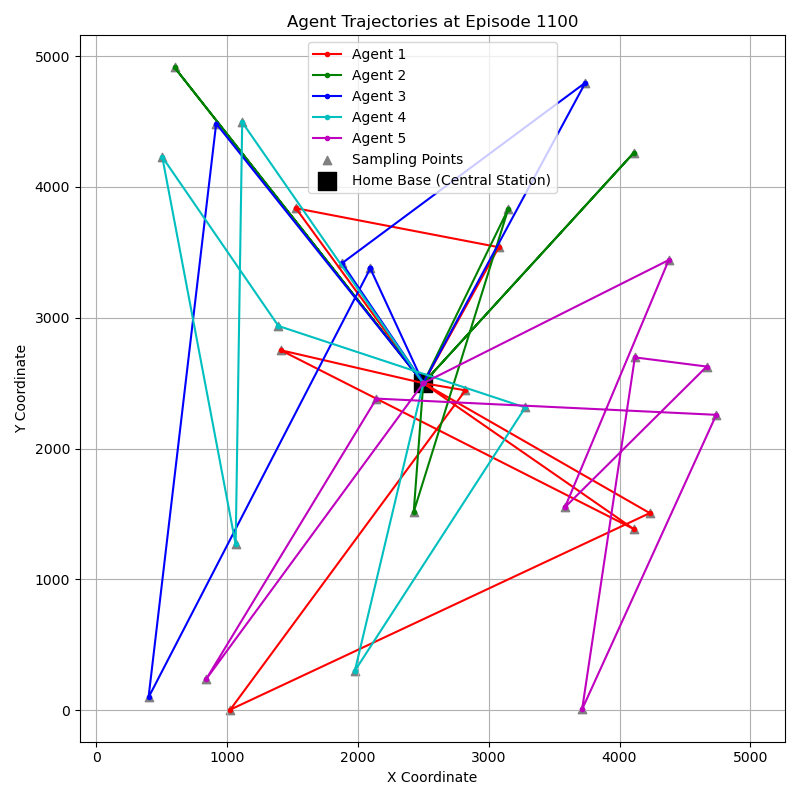 Agent Trajectories at Episode 1100
Agent 1
Agent 2
Agent 3
Agent 4
Agent 5
Sampling Points
Home Base (Central Station)
Y Coordinate
5000
4000
3000
2000
1000
0
0 1000 2000 3000 4000 5000
X Coordinate